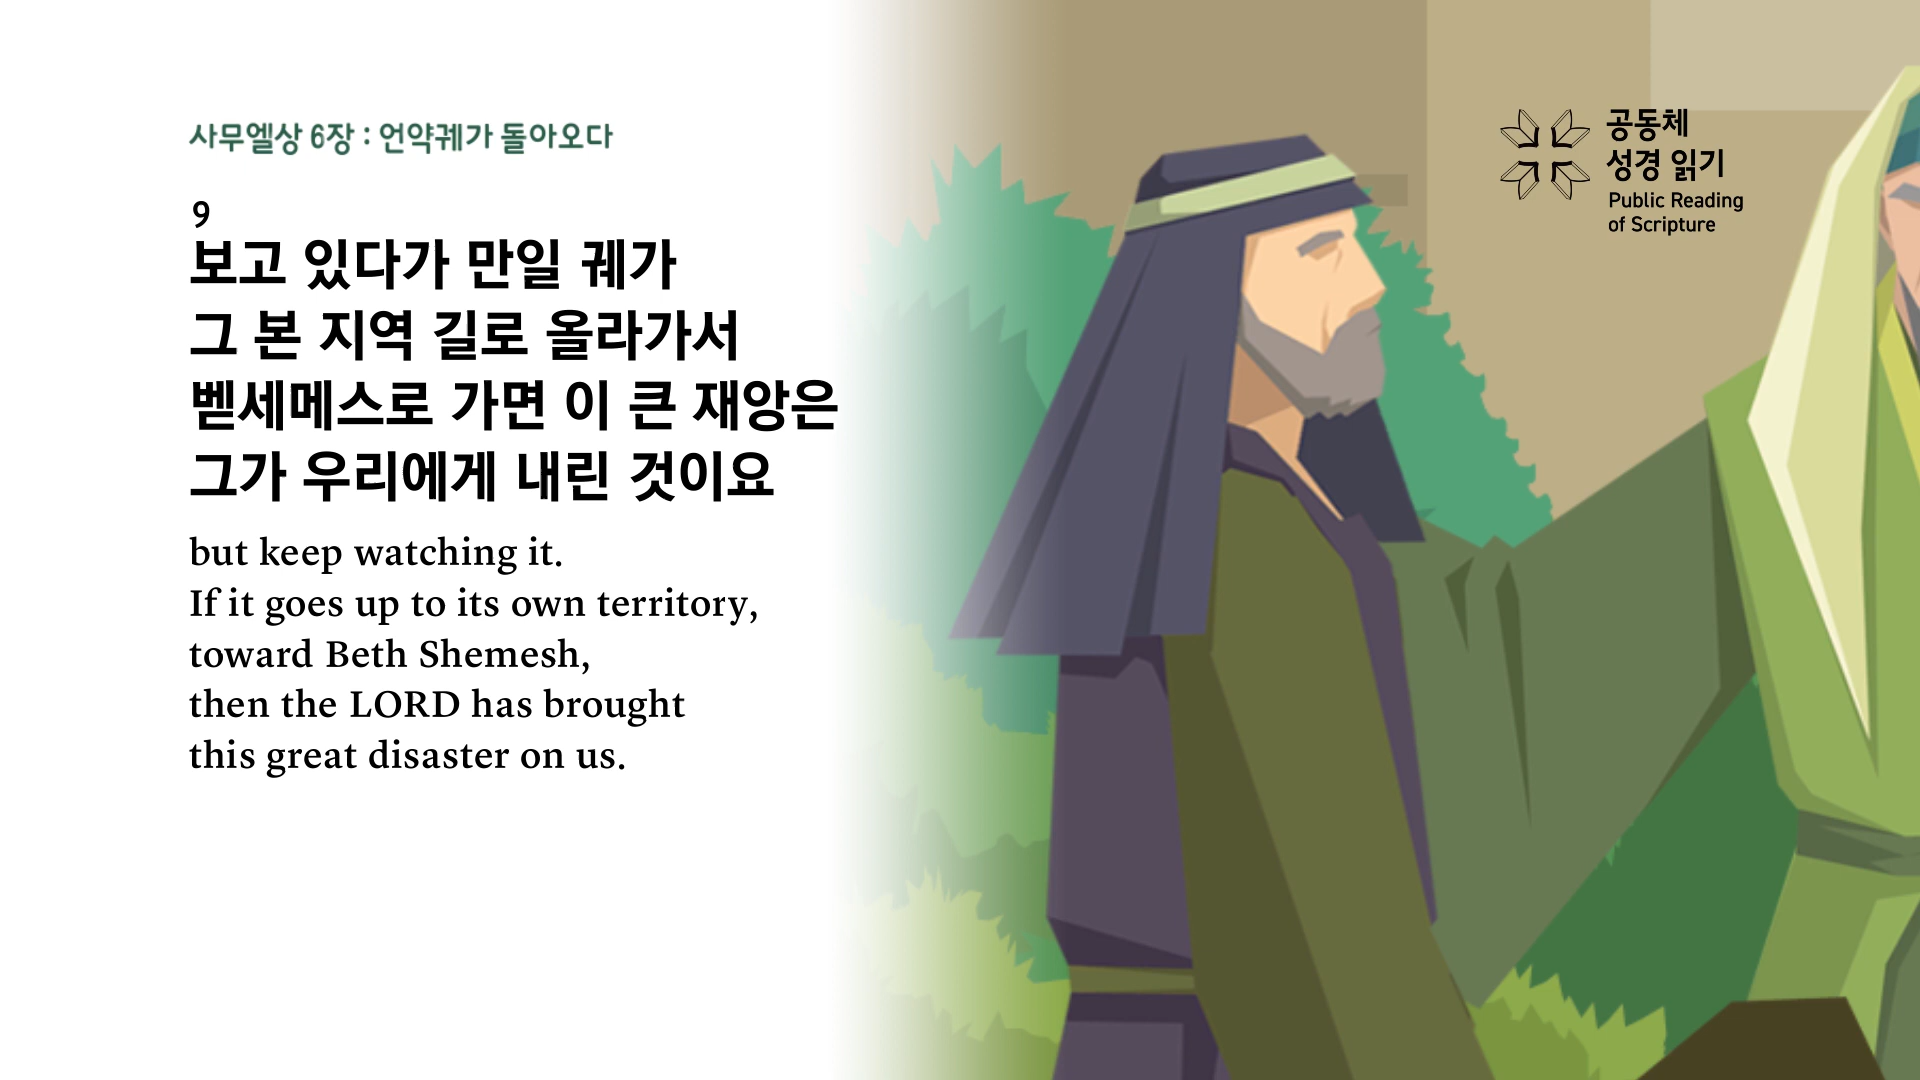 사무엘상 6장 : 언약궤가 돌아오다
9
보고 있다가 만일 궤가
그 본 지역 길로 올라가서
벧세메스로 가면 이 큰 재앙은
그가 우리에게 내린 것이요
but keep watching it.
If it goes up to its own territory,
toward Beth Shemesh,
then the LORD has brought
this great disaster on us.
공동체
성경 읽기
Public Reading
of Scripture